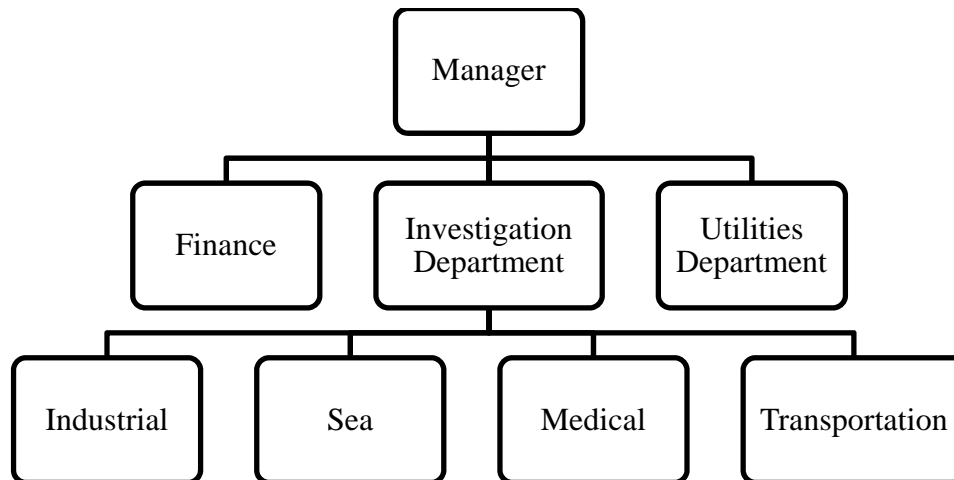 Manager
Finance
Investigation
Department
Utilities
Department
Industrial
Sea
Medical
Transportation